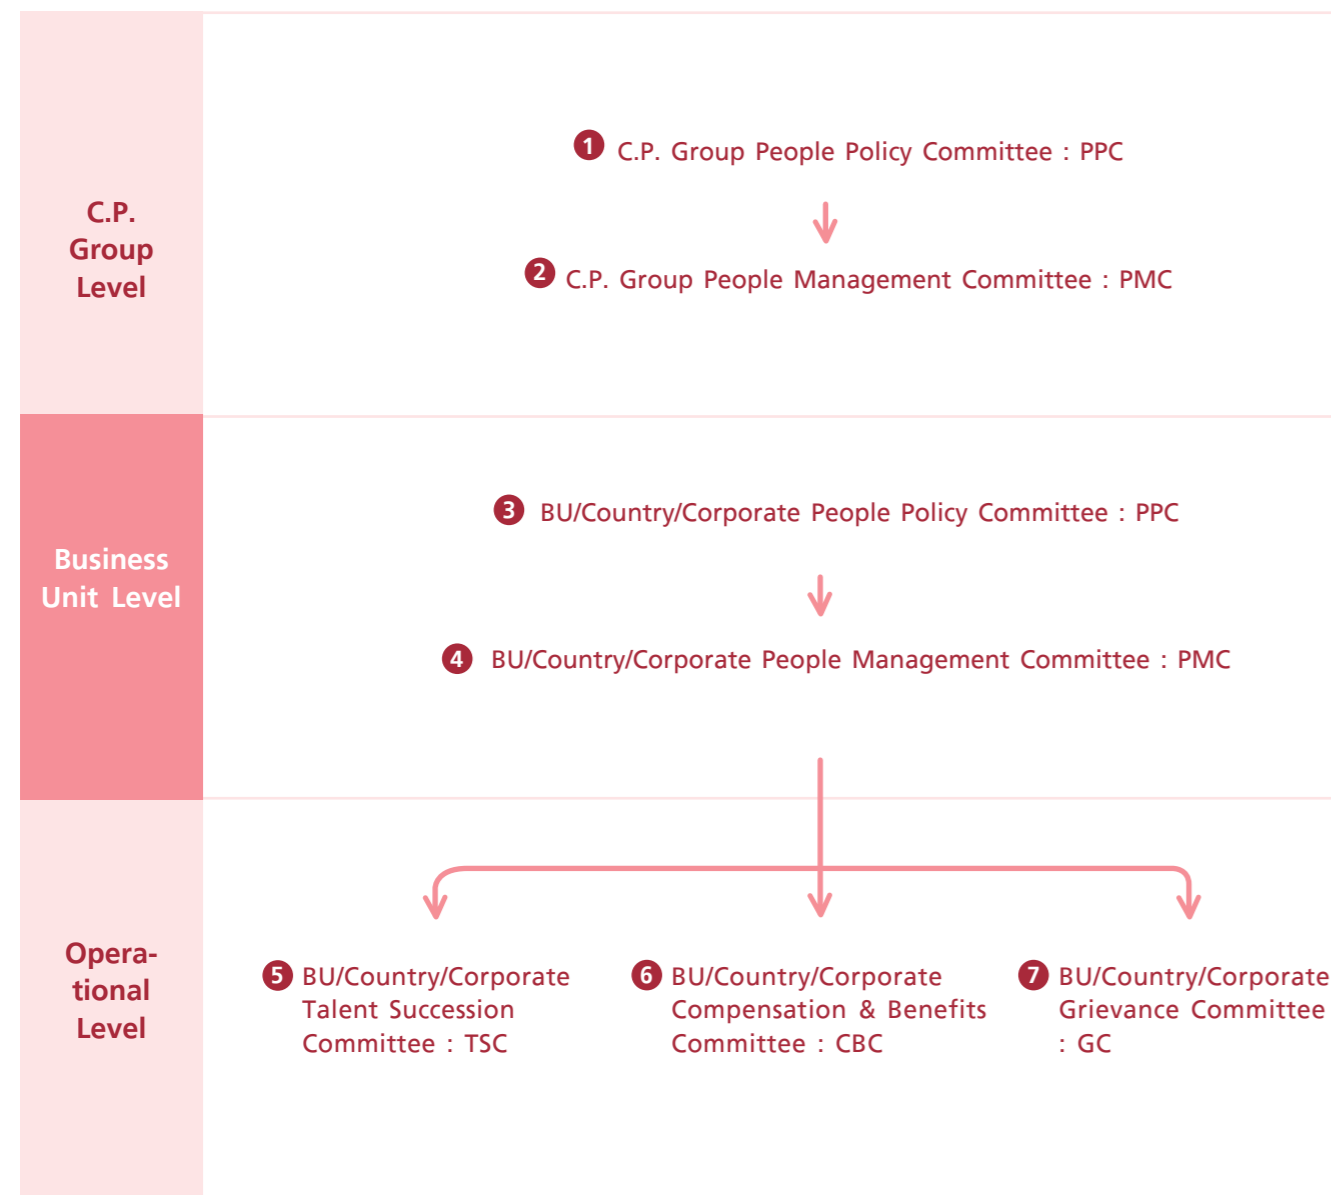 C.P.
Group
Level
1 C.P. Group People Policy Committee : PPC
2 C.P. Group People Management Committee : PMC
Business
Unit Level
3 BU/Country/Corporate People Policy Committee : PPC
4 BU/Country/Corporate People Management Committee : PMC
Opera-
tional
Level
5 BU/Country/Corporate
Talent Succession
Committee : TSC
6 BU/Country/Corporate
Compensation & Benefits
Committee : CBC
7 BU/Country/Corporate
Grievance Committee
: GC